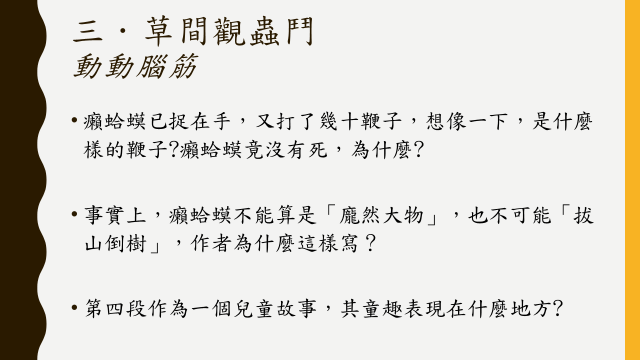 三．草間觀蟲鬥
動動腦筋
•癩蛤蟆已捉在手，又打了幾十鞭子，想像一下，是什麼
樣的鞭子?癩蛤蟆竟沒有死，為什麼?
•事實上，癩蛤蟆不能算是「龐然大物」，也不可能「拔
山倒樹」，作者為什麼這樣寫？
•第四段作為一個兒童故事，其童趣表現在什麼地方?